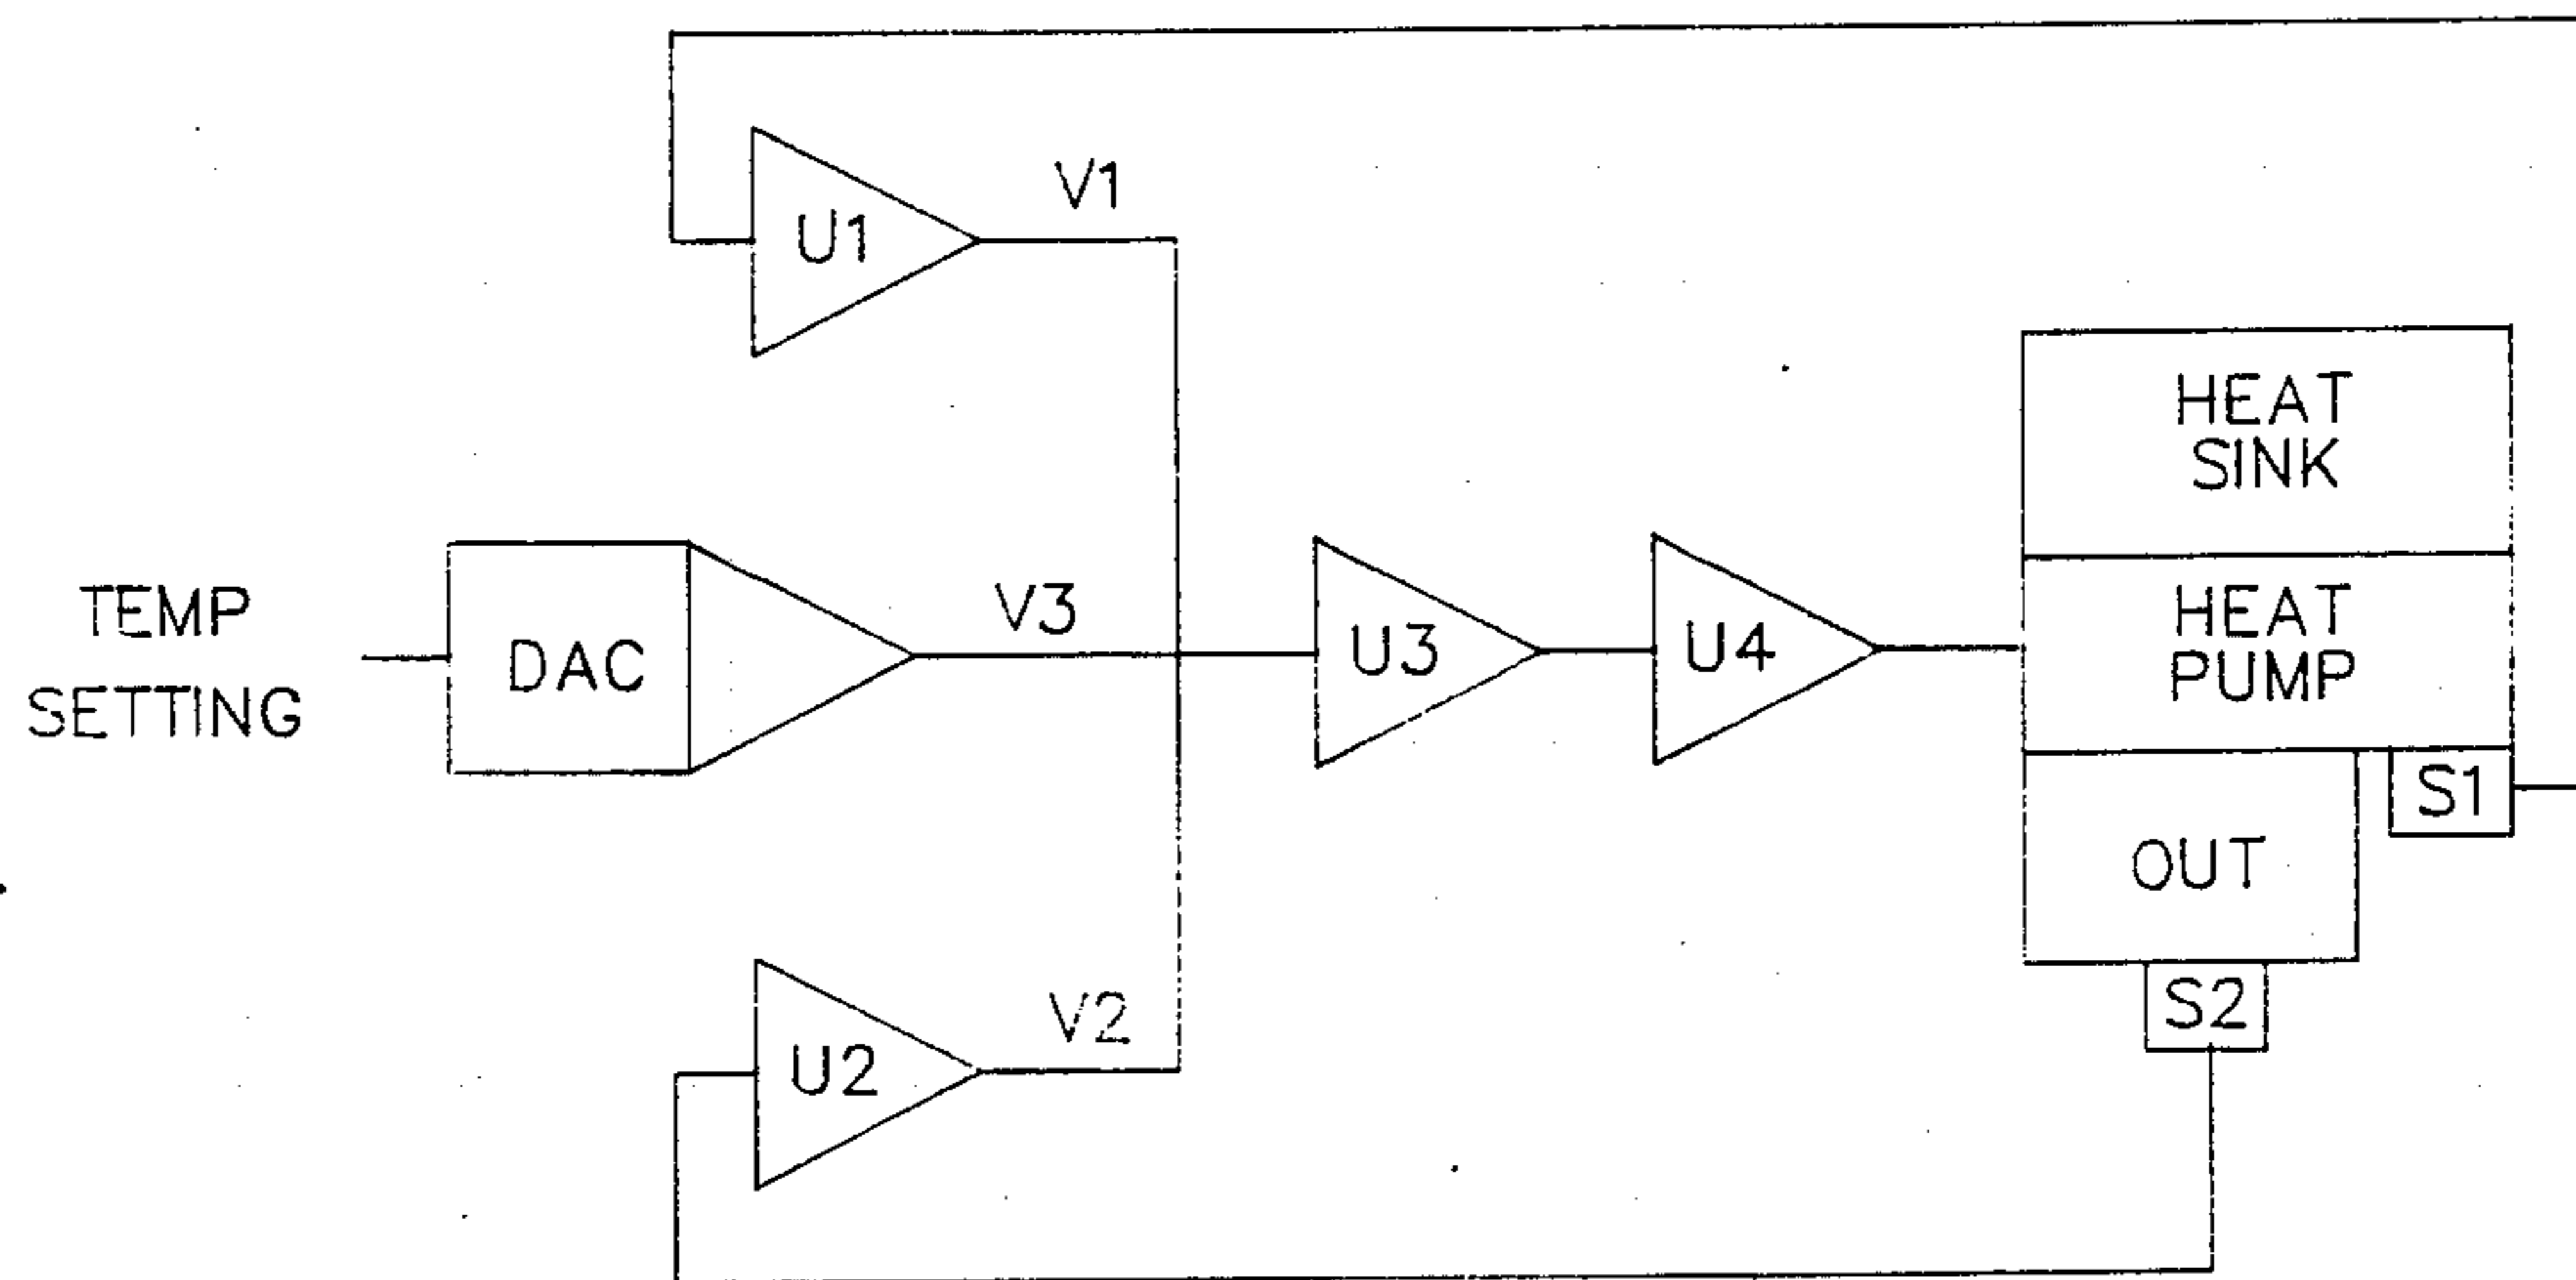 V1
U1
HEAT
SINK
TEMP
SETTING
DAC
V3
U3
U4
HEAT
PUMP
S1
OUT
S2
V2
U2